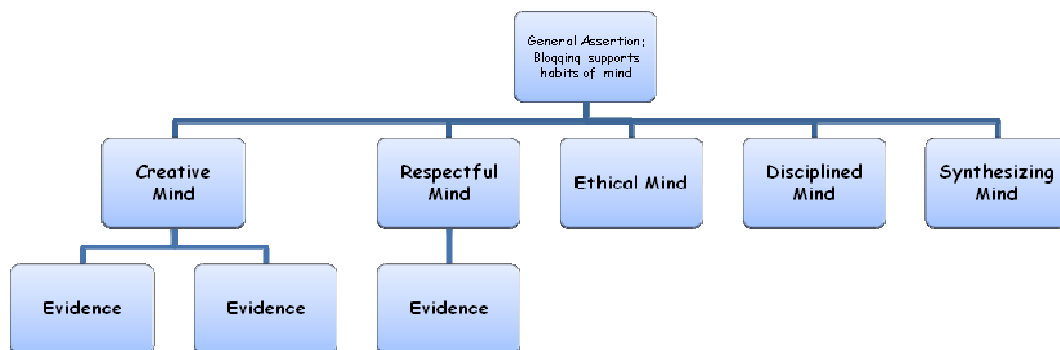 General Assertion;
Blogging supports
habits of mind
Creative
Mind
Respectful
Mind
Ethical Mind
Disciplined
Mind
Synthesizing
Mind
Evidence
Evidence
Evidence